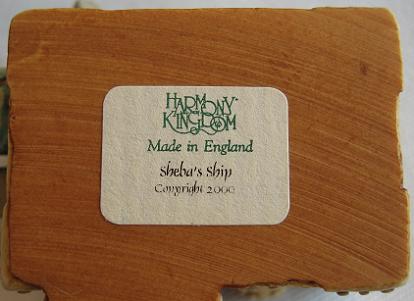 HARMONY
KINGDOM
Made in England
Sheba's Ship
Copyright 2000